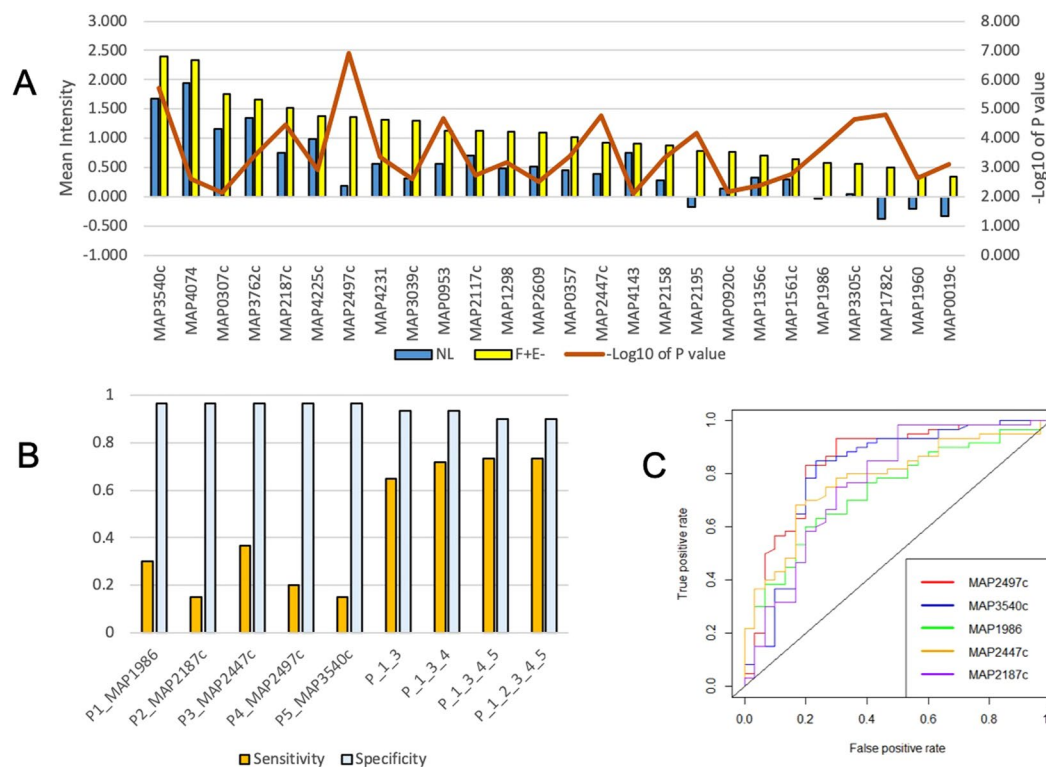 A
3.000
2.500
2.000
1.500
1.000
0.500
0.000
-0.500
-1.000
Mean Intensity
8.000
7.000
6.000
5.000
4.000
3.000
2.000
1.000
0.000
-Log10 of P value
MAP3540c
MAP4074
MAP0307c
MAP3762c
MAP2187c
MAP4225c
MAP2497c
MAP4231
MAP3039c
MAP0953
MAP2117c
MAP1298
MAP2609
MAP0357
MAP2447c
MAP4143
MAP2158
MAP2195
MAP0920c
MAP1356c
MAP1561c
MAP1986
MAP3305c
MAP1782c
MAP1960
MAP0019c
NL F+E- -Log10 of P value
B
1
0.8
0.6
0.4
0.2
0
P1_MAP1986
P2_MAP2187c
P3_MAP2447c
P4_MAP2497c
P5_MAP3540c
P_1_3
P_1_3_4
P_1_3_4_5
P_1_2_3_4_5
Sensitivity Specificity
C
True positive rate
1.0
0.8
0.6
0.4
0.2
0.0
MAP2497c
MAP3540c
MAP1986
MAP2447c
MAP2187c
0.0 0.2 0.4 0.6 0.8
False positive rate